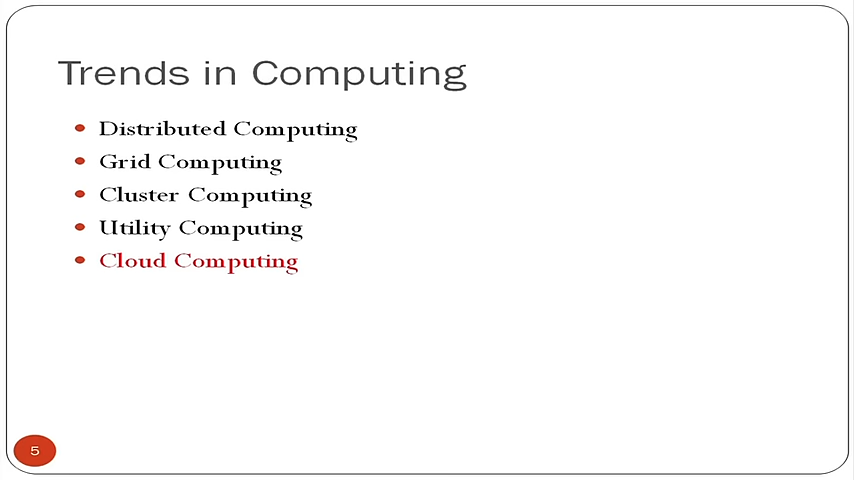 Trends in Computing
Distributed Computing
Grid Computing
Cluster Computing
Utility Computing
Cloud Computing
5